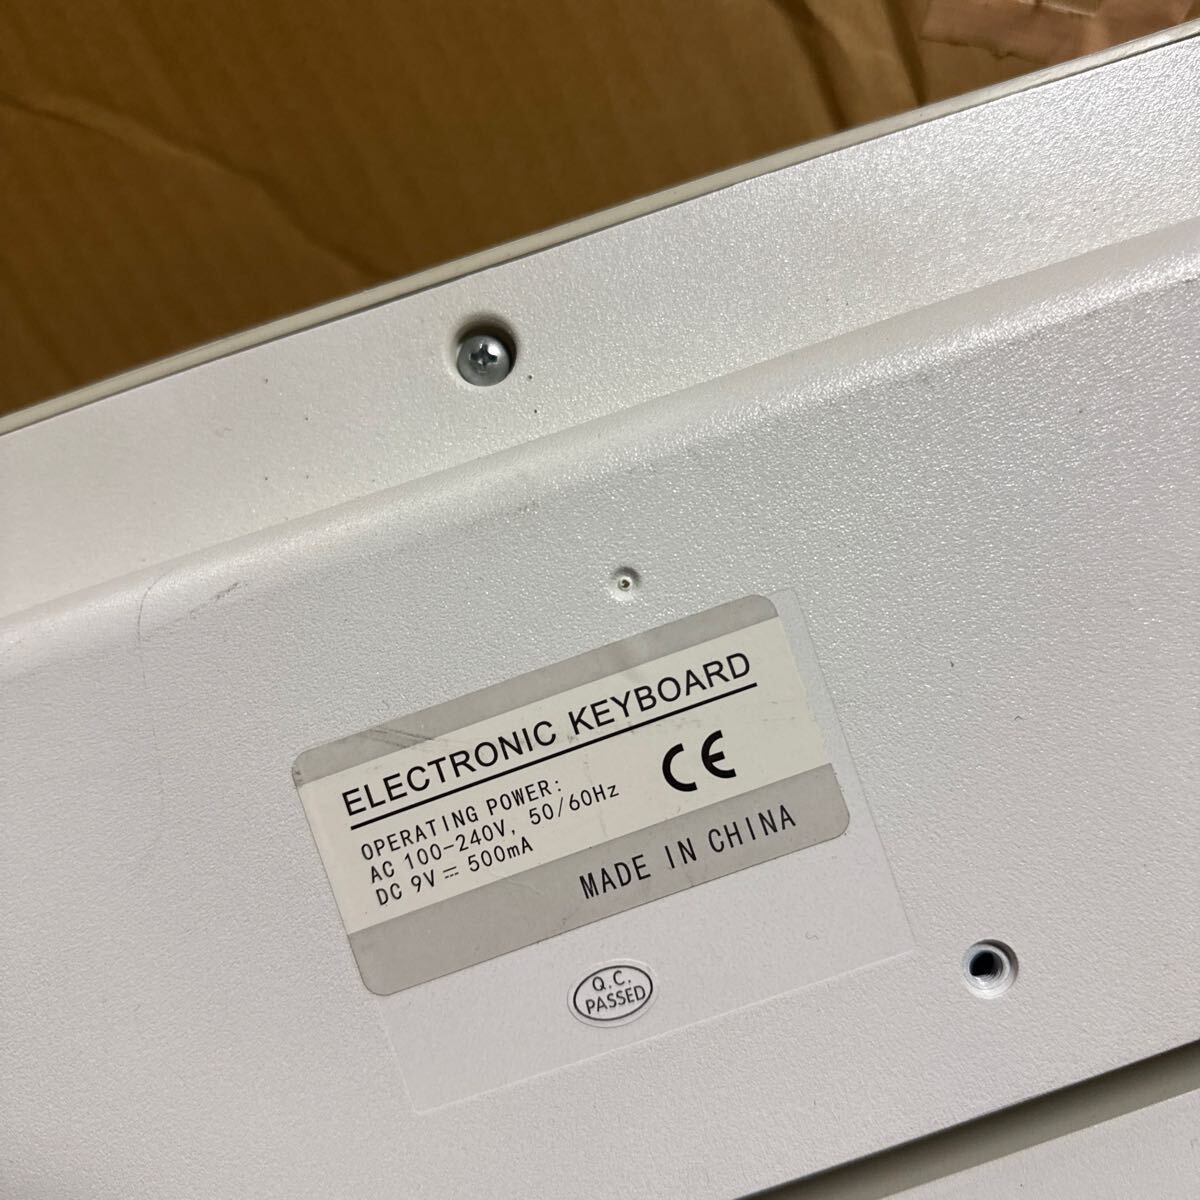 ELECTRONIC KEYBOARD
OPERATING POWER:
AC 100-240V, 50/60Hz
DC 9V⎓500mA
CE
MADE IN CHINA
Q.C.
PASSED